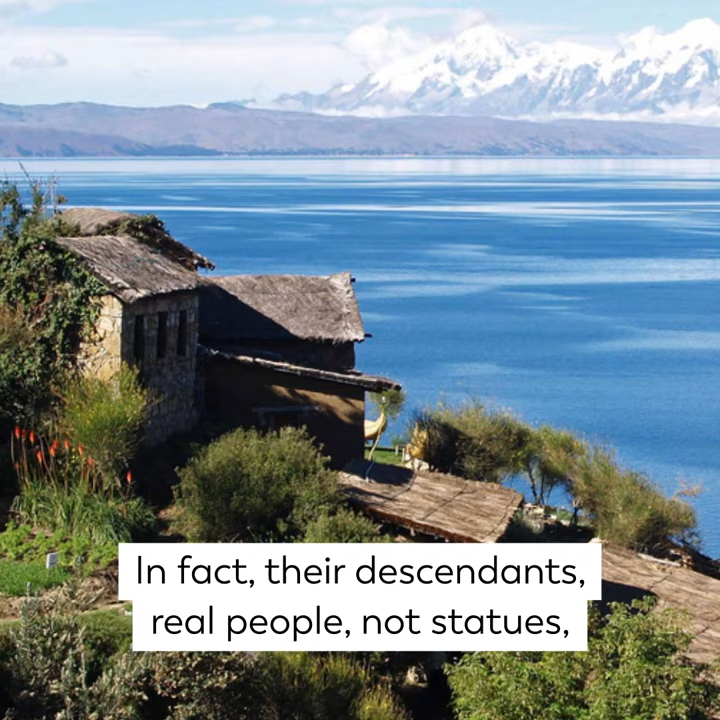 In fact, their descendants,
real people, not statues,